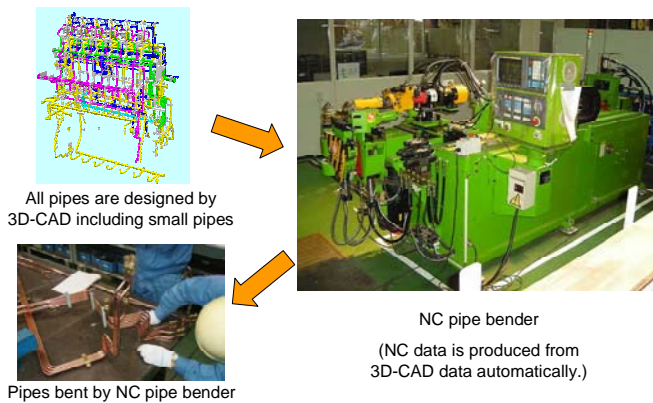 All pipes are designed by
3D-CAD including small pipes
NC pipe bender
(NC data is produced from
3D-CAD data automatically.)
Pipes bent by NC pipe bender